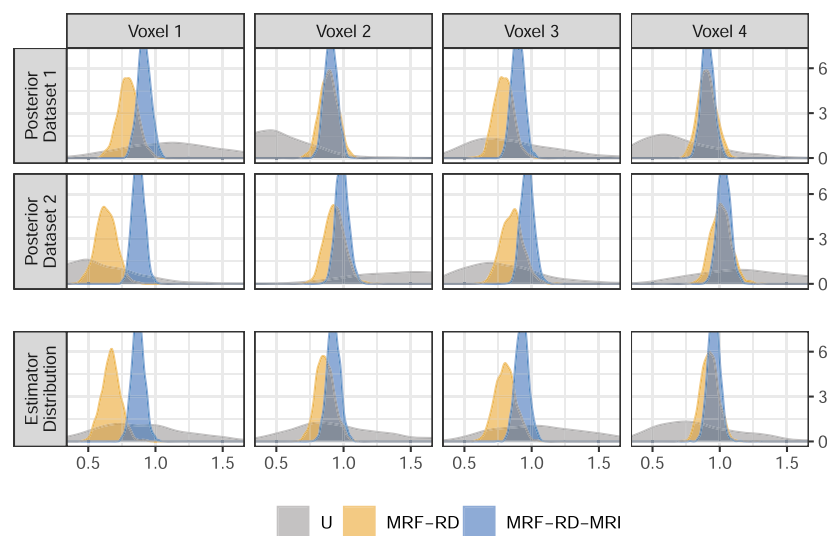 Voxel 1 Voxel 2 Voxel 3 Voxel 4
Posterior
Dataset 1
6
3
0
Posterior
Dataset 2
6
3
0
Estimator
Distribution
6
3
0
0.5 1.0 1.5 0.5 1.0 1.5 0.5 1.0 1.5 0.5 1.0 1.5
U MRF−RD MRF−RD−MRI